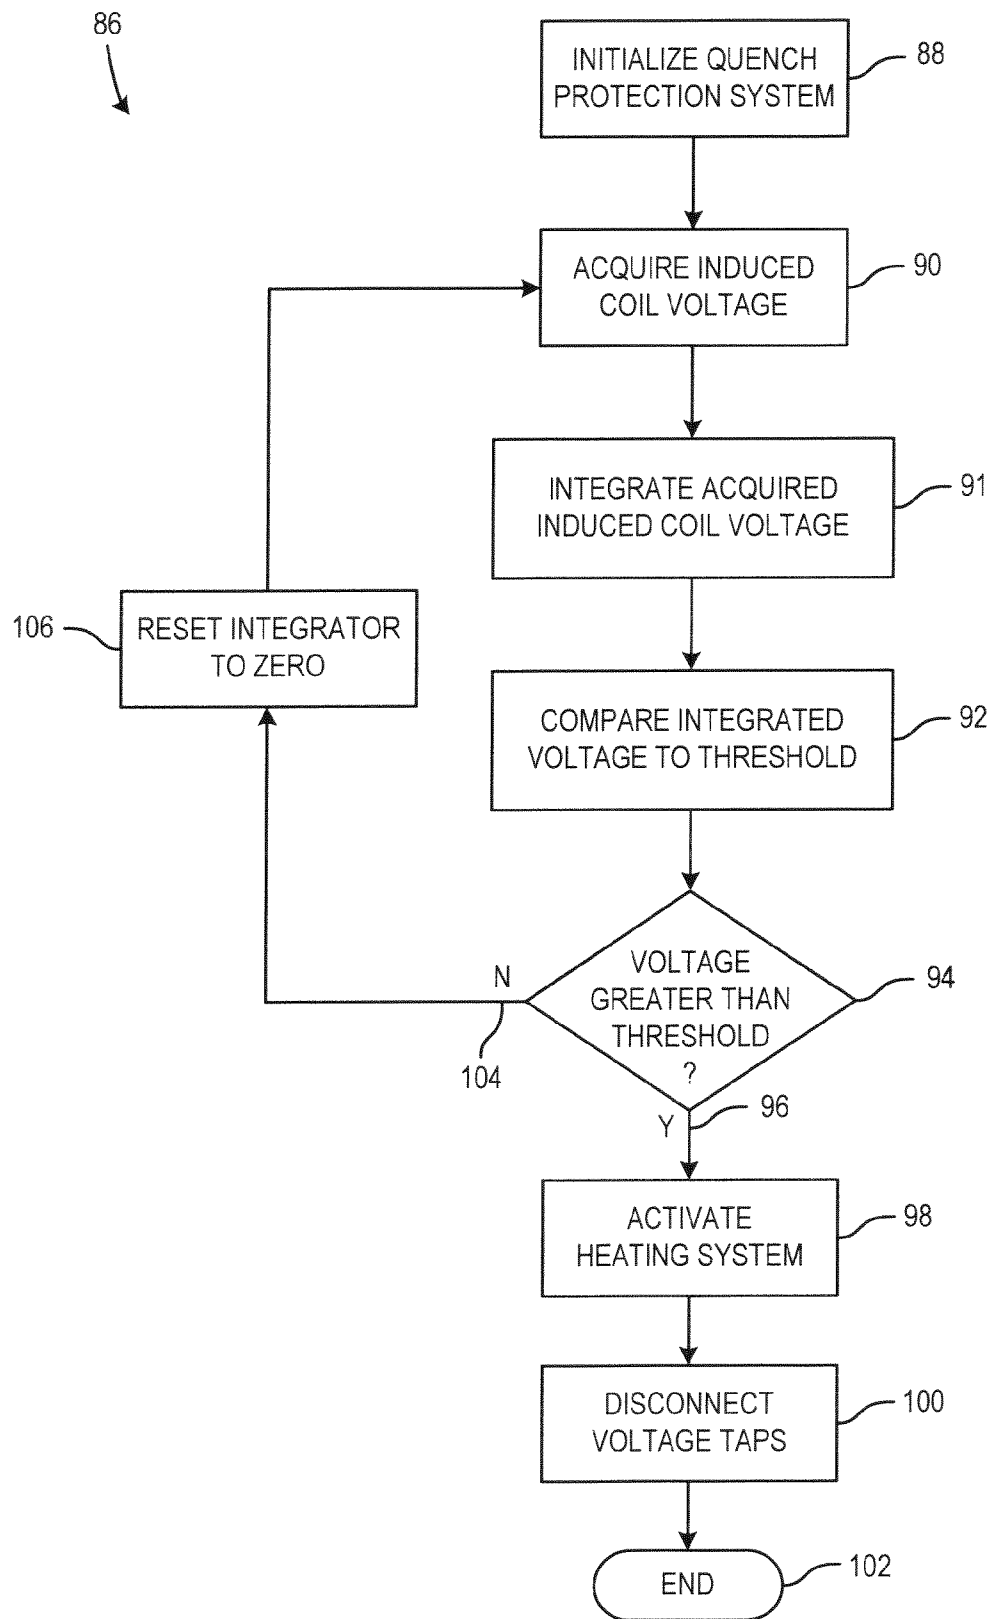 86
INITIALIZE QUENCH
PROTECTION SYSTEM
88
ACQUIRE INDUCED
COIL VOLTAGE
90
INTEGRATE ACQUIRED
INDUCED COIL VOLTAGE
91
RESET INTEGRATOR
TO ZERO
106
COMPARE INTEGRATED
VOLTAGE TO THRESHOLD
92
VOLTAGE
GREATER THAN
THRESHOLD
?
94
N
104
Y
96
ACTIVATE
HEATING SYSTEM
98
DISCONNECT
VOLTAGE TAPS
100
END
102